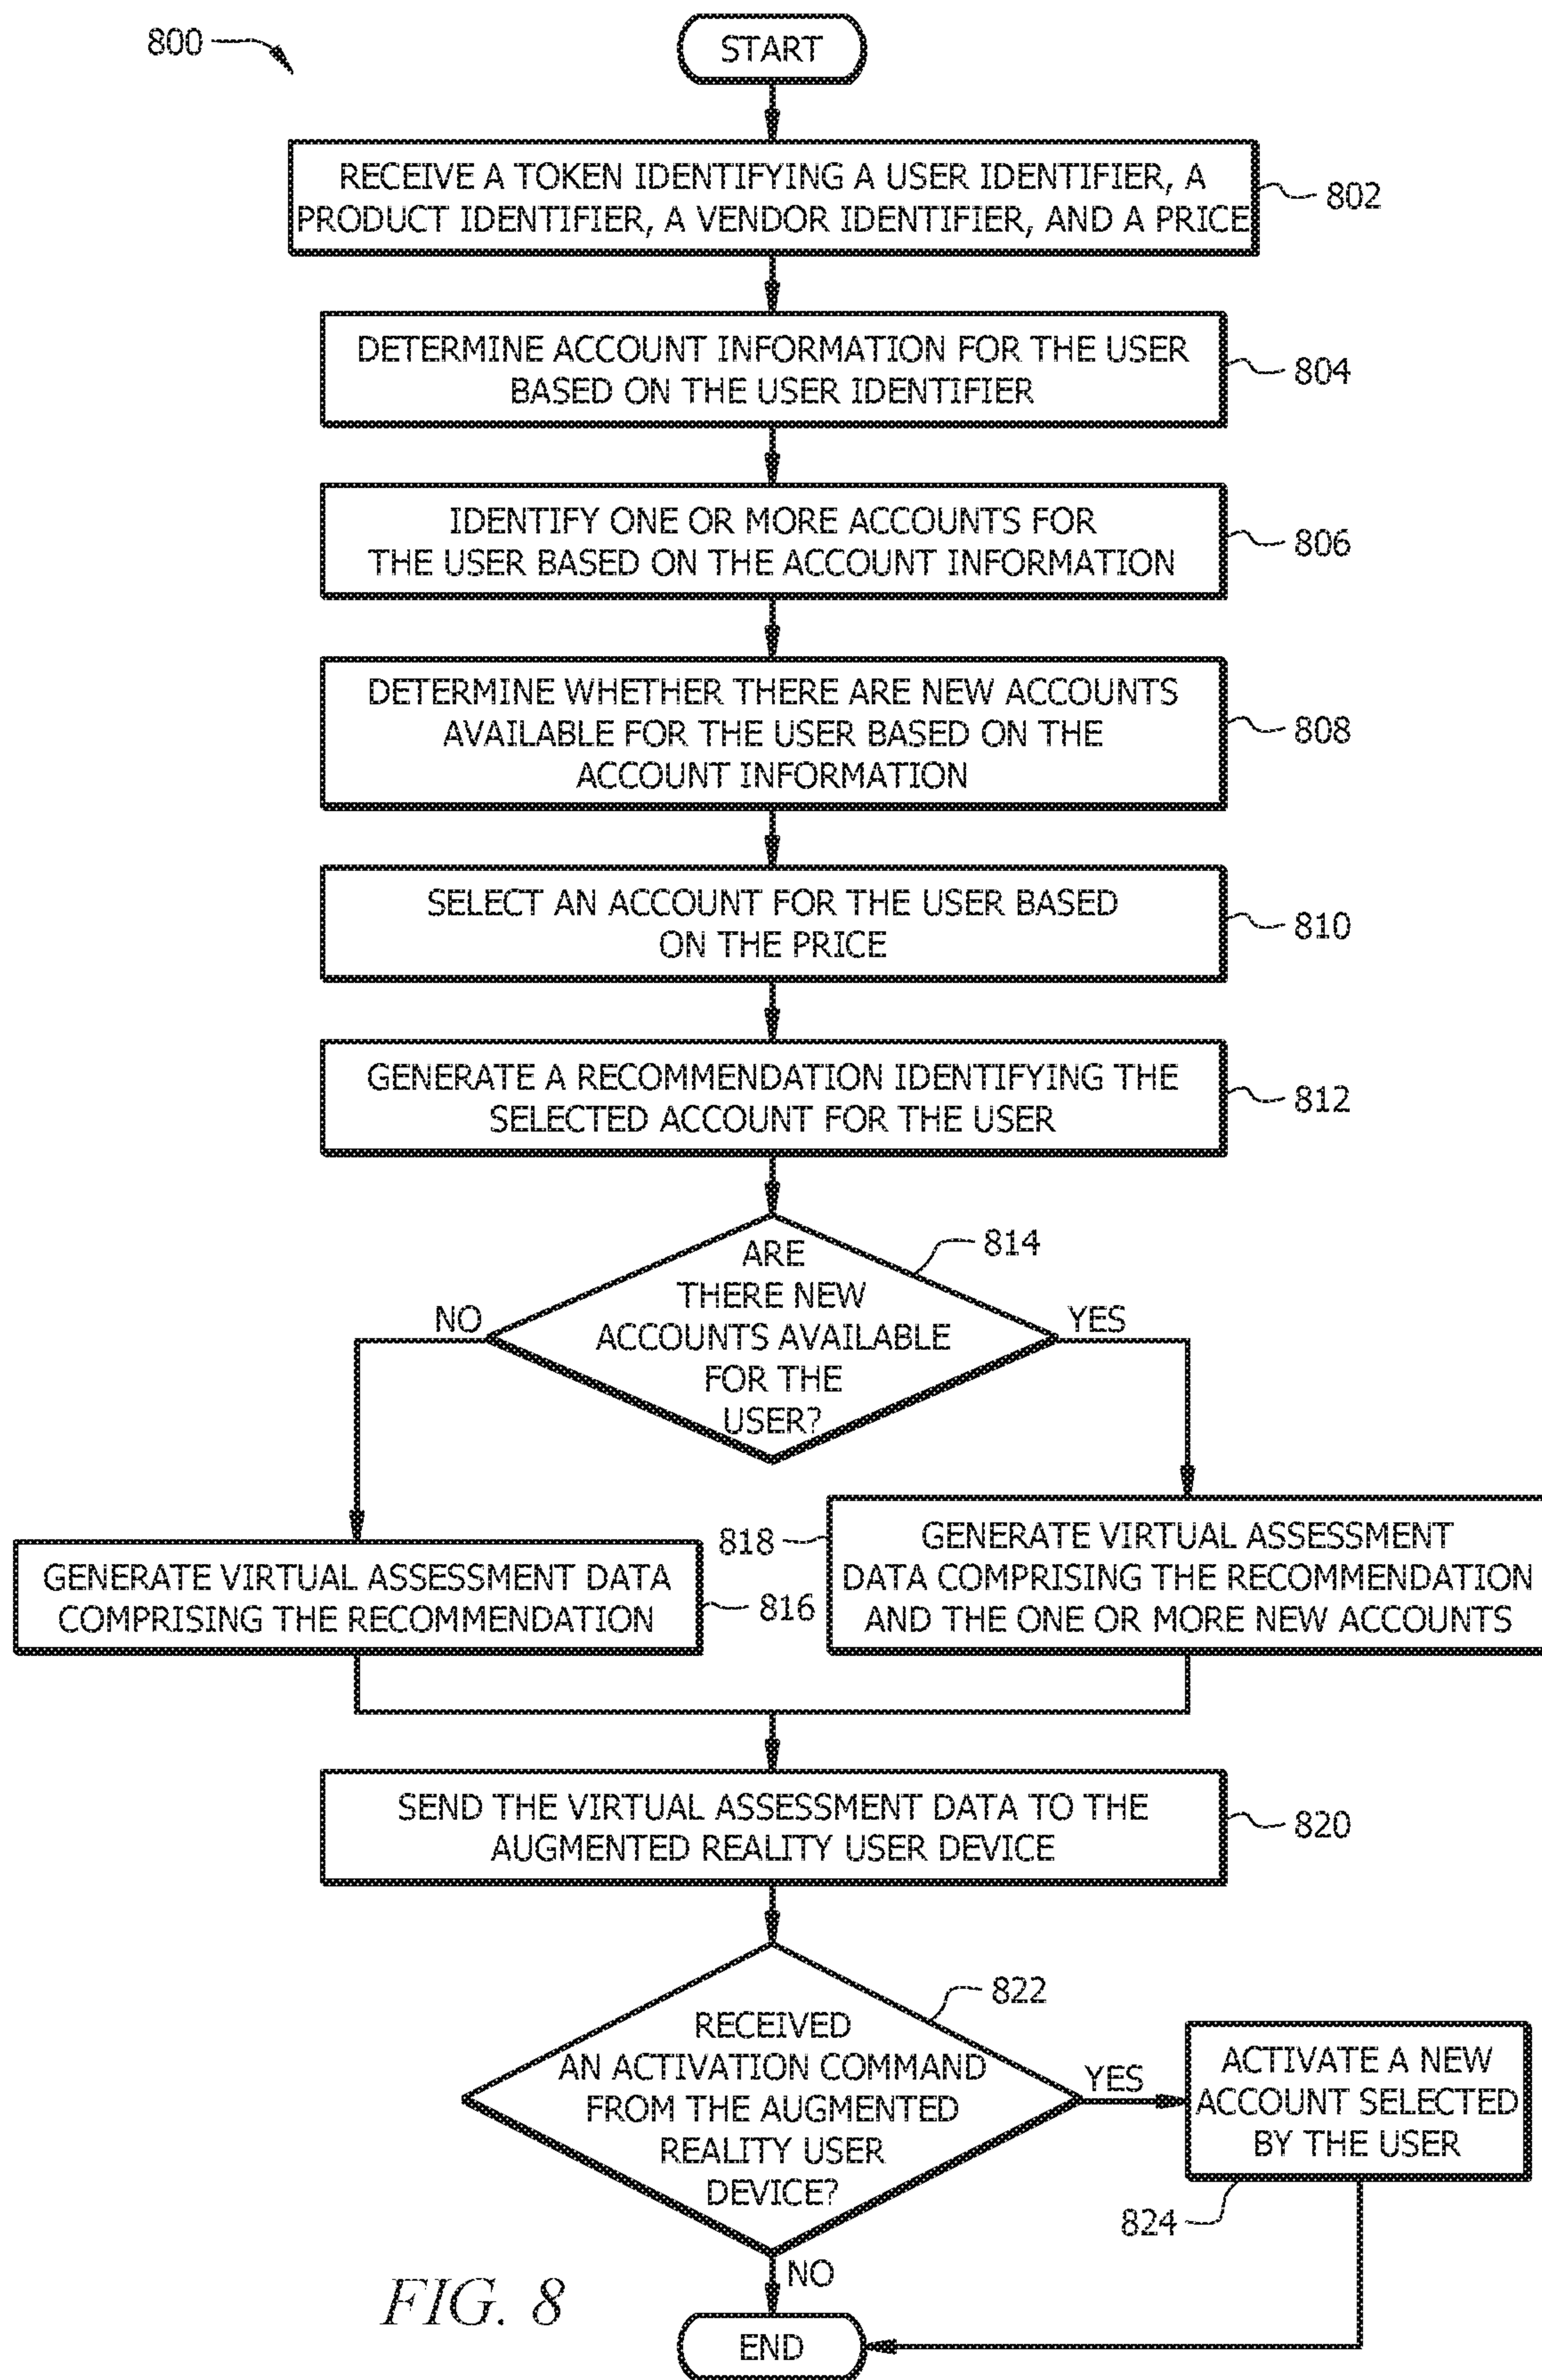 800
START
RECEIVE A TOKEN IDENTIFYING A USER IDENTIFIER, A
PRODUCT IDENTIFIER, A VENDOR IDENTIFIER, AND A PRICE
802
DETERMINE ACCOUNT INFORMATION FOR THE USER
BASED ON THE USER IDENTIFIER
804
IDENTIFY ONE OR MORE ACCOUNTS FOR
THE USER BASED ON THE ACCOUNT INFORMATION
806
DETERMINE WHETHER THERE ARE NEW ACCOUNTS
AVAILABLE FOR THE USER BASED ON THE
ACCOUNT INFORMATION
808
SELECT AN ACCOUNT FOR THE USER BASED
ON THE PRICE
810
GENERATE A RECOMMENDATION IDENTIFYING THE
SELECTED ACCOUNT FOR THE USER
812
ARE
THERE NEW
ACCOUNTS AVAILABLE
FOR THE
USER?
814
NO
YES
GENERATE VIRTUAL ASSESSMENT DATA
COMPRISING THE RECOMMENDATION
816
818
GENERATE VIRTUAL ASSESSMENT
DATA COMPRISING THE RECOMMENDATION
AND THE ONE OR MORE NEW ACCOUNTS
SEND THE VIRTUAL ASSESSMENT DATA TO THE
AUGMENTED REALITY USER DEVICE
820
RECEIVED
AN ACTIVATION COMMAND
FROM THE AUGMENTED
REALITY USER
DEVICE?
822
YES
ACTIVATE A NEW
ACCOUNT SELECTED
BY THE USER
824
NO
END
FIG. 8